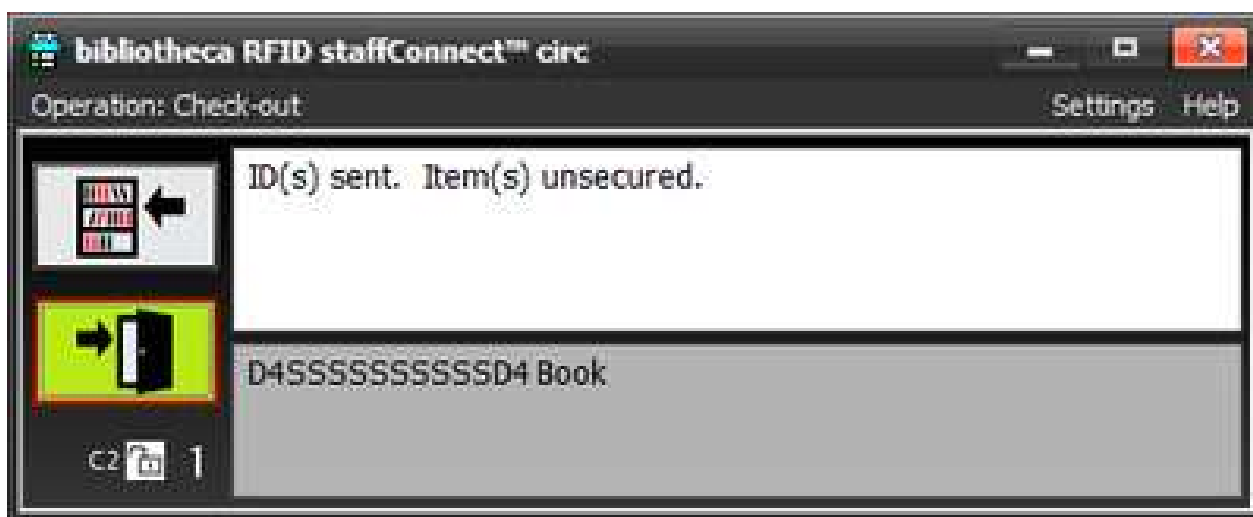 bibliotheca RFID staffConnect™ circ
Operation: Check-out Settings Help
ID(s) sent. Item(s) unsecured.
D4SSSSSSSSSSD4 Book
C2 1